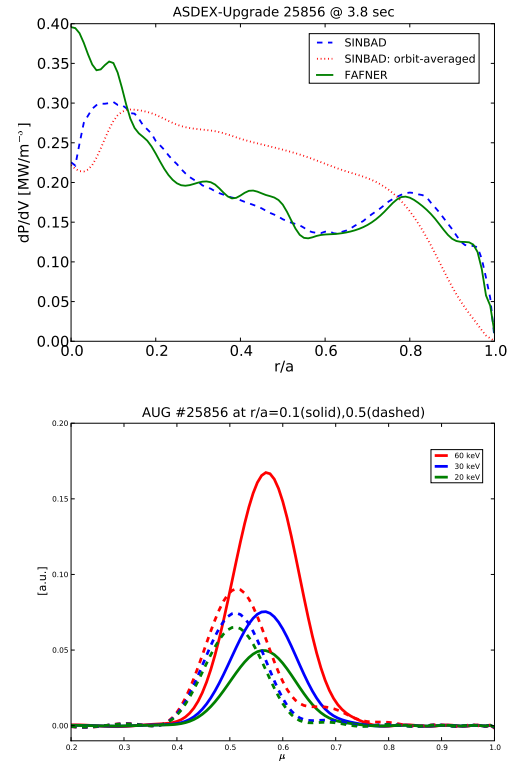 ASDEX-Upgrade 25856 @ 3.8 sec
0.40
0.35
0.30
0.25
0.20
0.15
0.10
0.05
0.00
dP/dV [MW/m⁻³]
SINBAD
SINBAD: orbit-averaged
FAFNER
0.0 0.2 0.4 0.6 0.8 1.0
r/a
AUG #25856 at r/a=0.1(solid),0.5(dashed)
0.20
0.15
0.10
0.05
0.00
[a.u.]
60 keV
30 keV
20 keV
0.2 0.3 0.4 0.5 0.6 0.7 0.8 0.9 1.0
μ